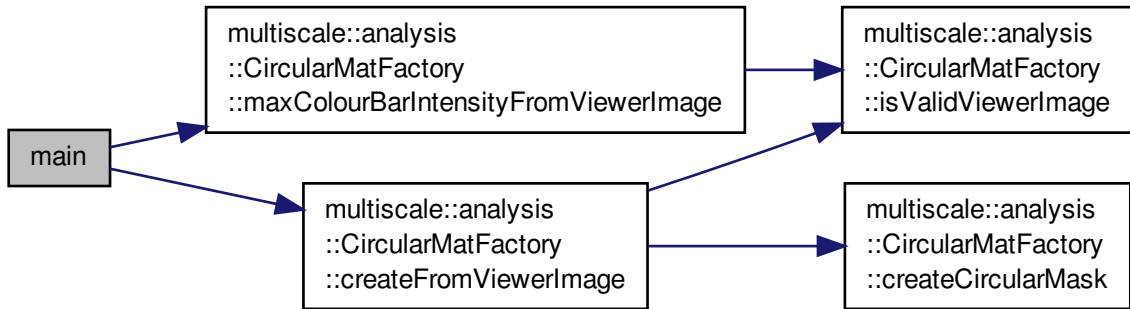 main
multiscale::analysis
::CircularMatFactory
::maxColourBarIntensityFromViewerImage
multiscale::analysis
::CircularMatFactory
::createFromViewerImage
multiscale::analysis
::CircularMatFactory
::isValidViewerImage
multiscale::analysis
::CircularMatFactory
::createCircularMask